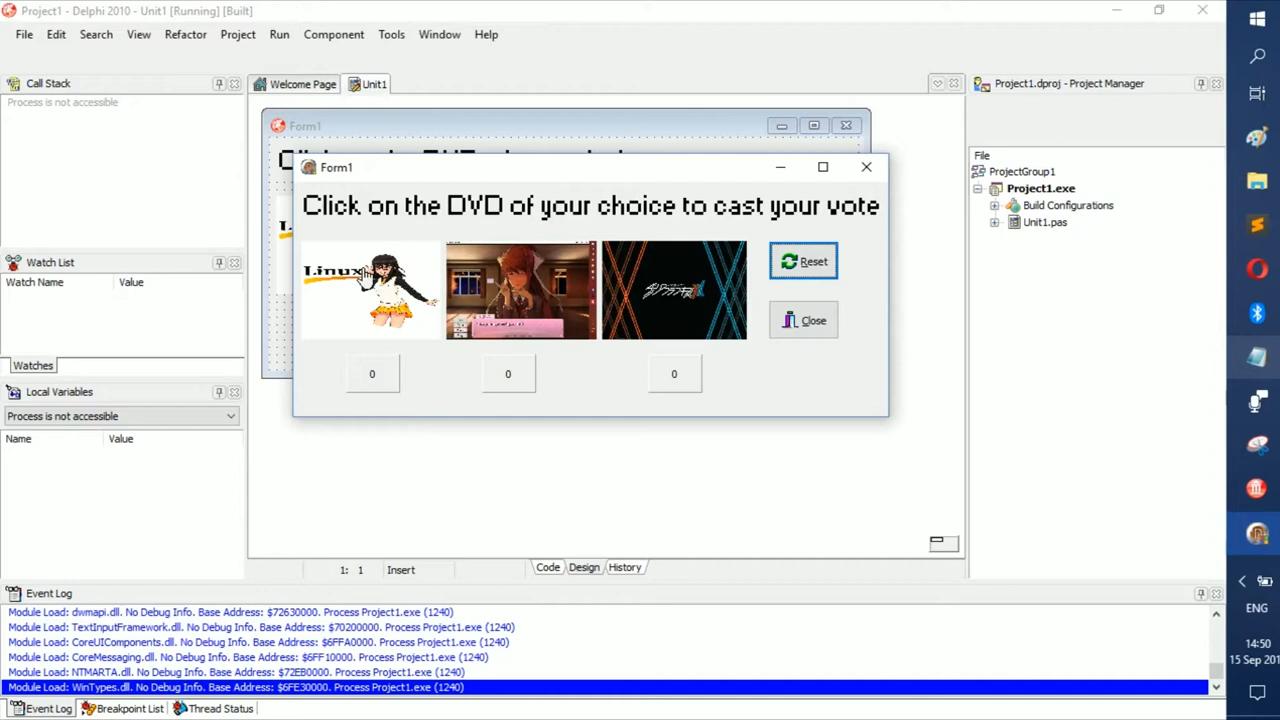 Project1 - Delphi 2010 - Unit1 [Running] [Built]
File Edit Search View Refactor Project Run Component Tools Window Help
Call Stack
Process is not accessible
Welcome Page
Unit1
Form1
Form1
Click on the DVD of your choice to cast your vote
Linux
Reset
Close
0
0
0
Watch List
Watch Name Value
Watches
Local Variables
Process is not accessible
Name Value
1: 1 Insert
Code Design History
Project1.dproj - Project Manager
File
ProjectGroup1
Project1.exe
Build Configurations
Unit1.pas
Event Log
Module Load: dwmapi.dll. No Debug Info. Base Address: $72630000. Process Project1.exe (1240)
Module Load: TextInputFramework.dll. No Debug Info. Base Address: $70200000. Process Project1.exe (1240)
Module Load: CoreUIComponents.dll. No Debug Info. Base Address: $6FFA0000. Process Project1.exe (1240)
Module Load: CoreMessaging.dll. No Debug Info. Base Address: $6FF10000. Process Project1.exe (1240)
Module Load: NTMARTA.dll. No Debug Info. Base Address: $72EB0000. Process Project1.exe (1240)
Module Load: WinTypes.dll. No Debug Info. Base Address: $6FE30000. Process Project1.exe (1240)
Event Log Breakpoint List Thread Status
ENG
14:50
15 Sep 201